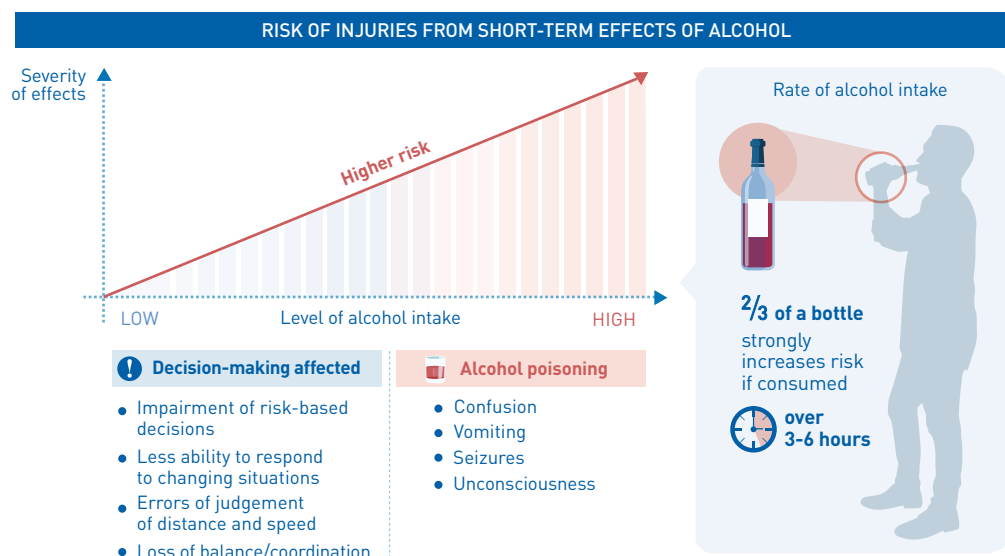 RISK OF INJURIES FROM SHORT-TERM EFFECTS OF ALCOHOL
Severity
of effects
Higher risk
LOW
Level of alcohol intake
HIGH
Decision-making affected
• Impairment of risk-based
decisions
• Less ability to respond
to changing situations
• Errors of judgement
of distance and speed
• Loss of balance/coordination
Alcohol poisoning
• Confusion
• Vomiting
• Seizures
• Unconsciousness
Rate of alcohol intake
2/3 of a bottle
strongly
increases risk
if consumed
over
3-6 hours